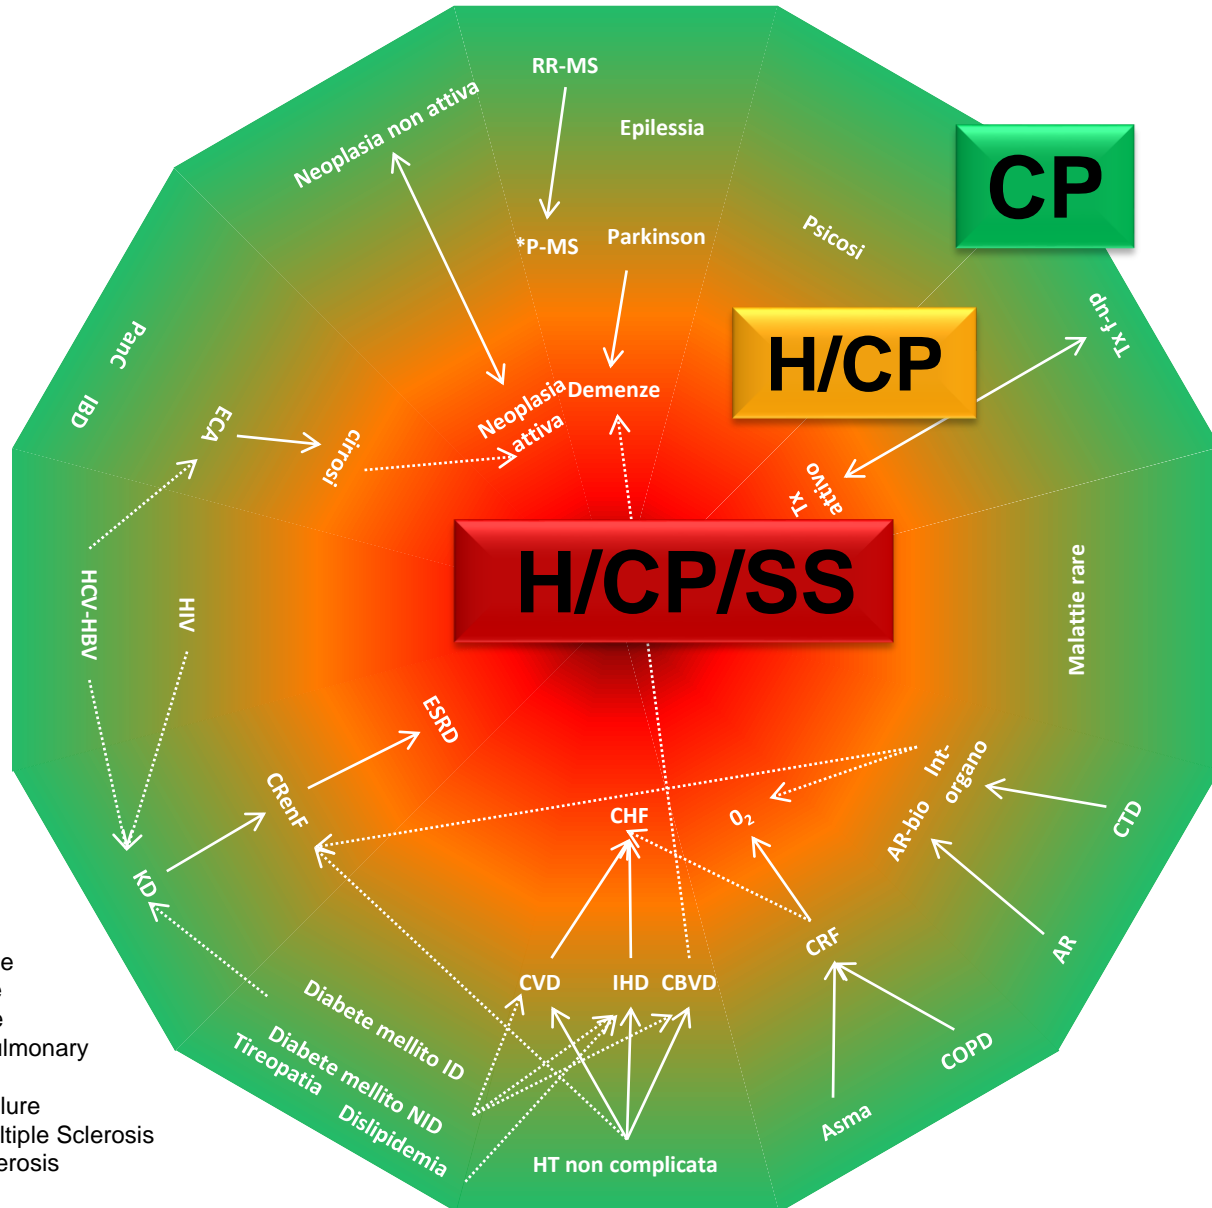 RR-MS
Neoplasia non attiva
Epilessia
CP
Psicosi
*P-MS
Parkinson
Tx f-up
H/CP
PanC
IBD
ECA
cirrosi
Neoplasia
attiva
Demenze
Tx
attivo
H/CP/SS
HCV-HBV
HIV
Malattie rare
ESRD
CRenF
KD
CHF
O₂
Int-
organo
AR-bio
CTD
AR
CRF
CVD
IHD
CBVD
COPD
Asma
Diabete mellito ID
Diabete mellito NID
Tireopatia
Dislipidemia
HT non complicata
e
e
e
ulmonary
lure
ltiple Sclerosis
erosis